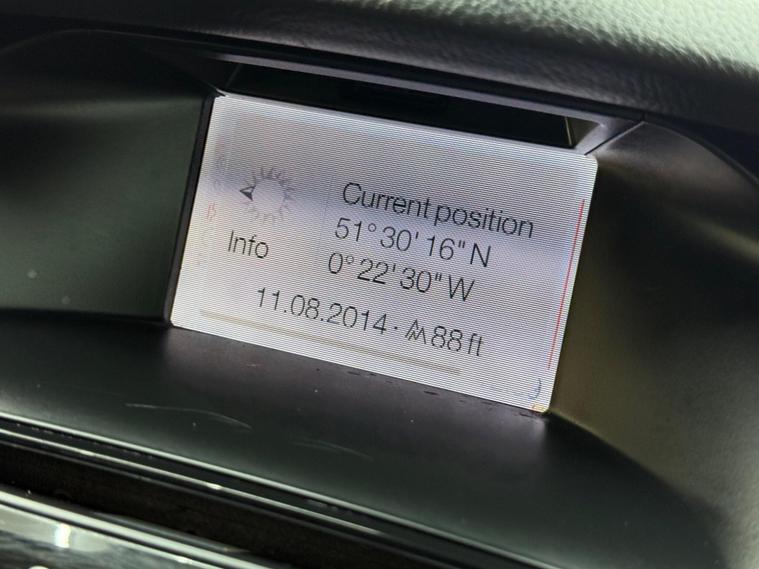 Current position
51°30'16"N
Info
0°22'30"W
11.08.2014 · 88 ft